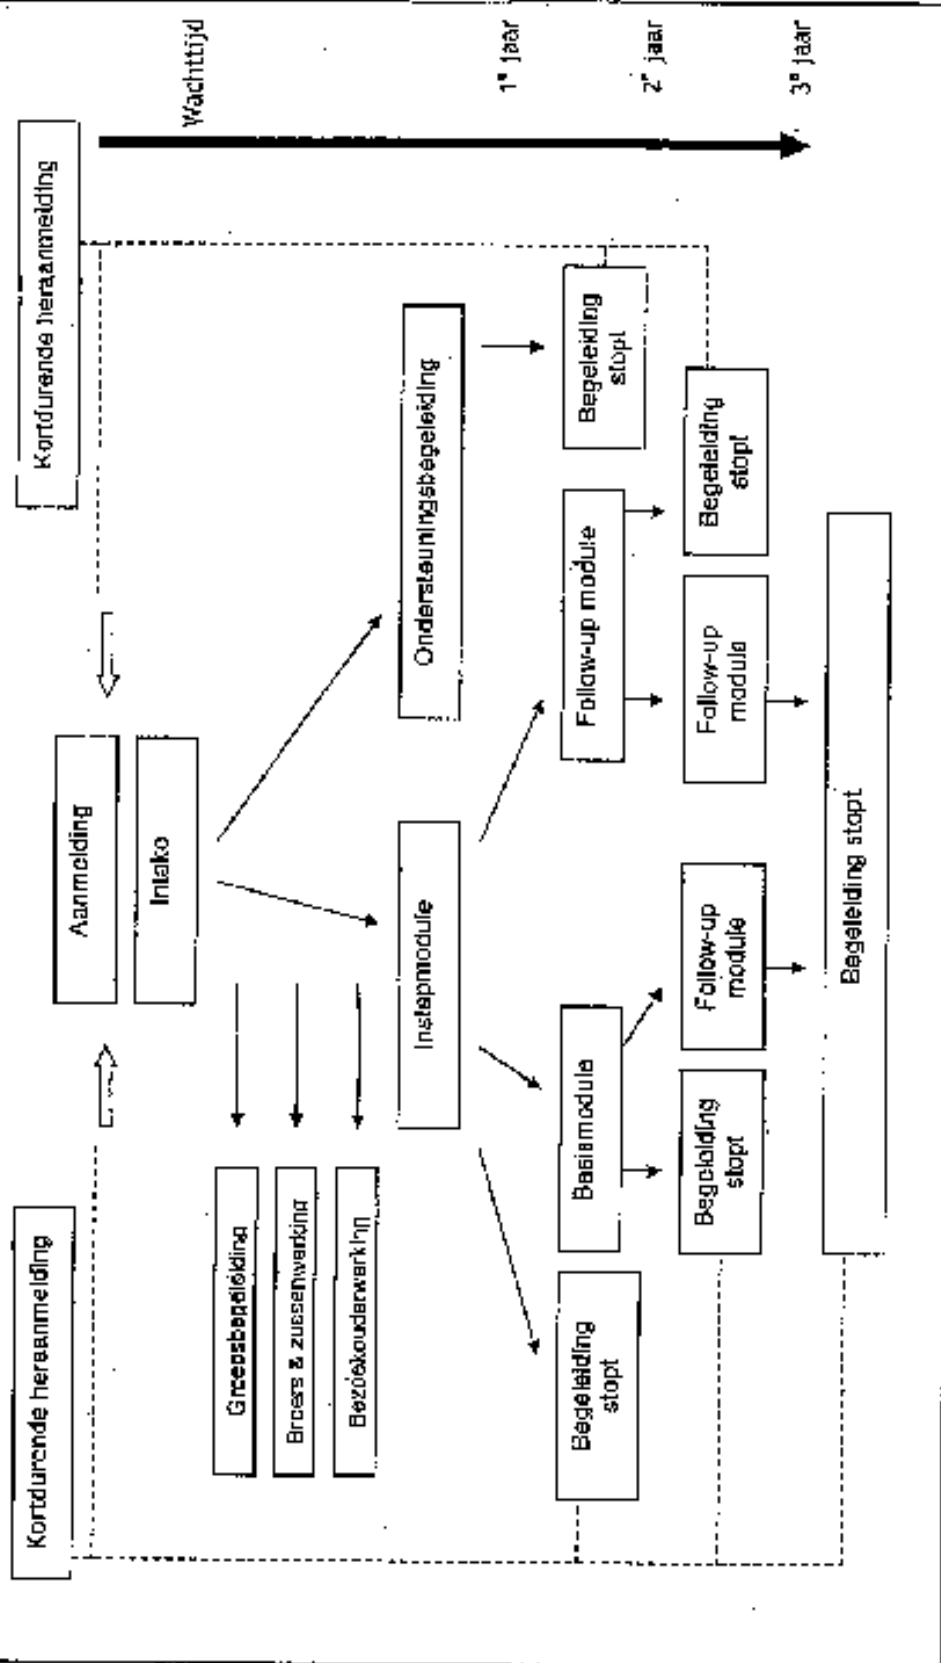 Kortdurende heraanmelding
Aanmelding
Kortdurende heraanmelding
Intake
Wachttijd
Groepsbegeleiding
Broers & zussenwerking
Bezoekouderwerking
Instapmodule
Ondersteuningsbegeleiding
1e jaar
Begeleiding
stopt
Basismodule
Follow-up module
Begeleiding
stopt
2e jaar
Begeleiding
stopt
Follow-up
module
Follow-up
module
Begeleiding
stopt
3e jaar
Begeleiding stopt